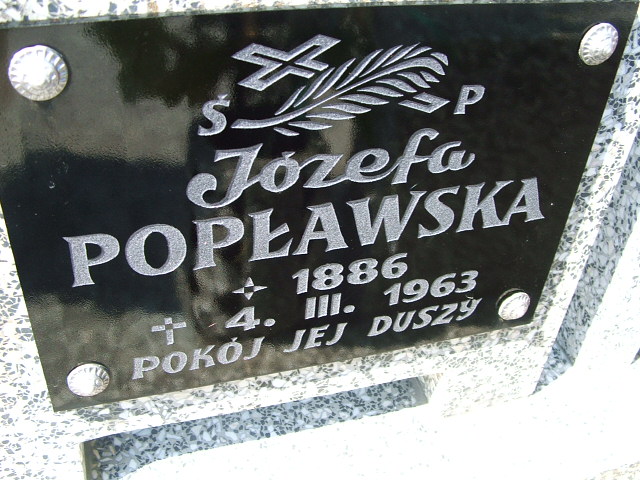 Ś P
Józefa
POPŁAWSKA
1886
4. III. 1963
POKÓJ JEJ DUSZY